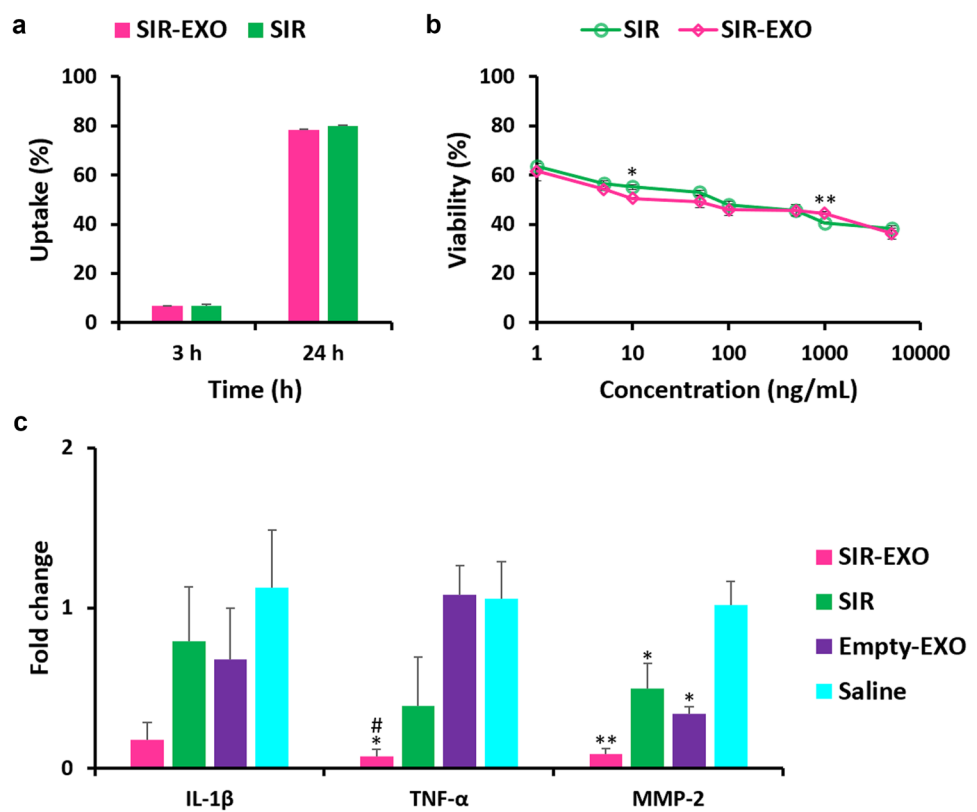 a
SIR-EXO SIR
100
80
60
40
20
0
Uptake (%)
3 h 24 h
Time (h)
b
SIR SIR-EXO
100
80
60
40
20
0
Viability (%)
*
**
1 10 100 1000 10000
Concentration (ng/mL)
c
2
1
0
Fold change
#
*
**
*
*
IL-1β TNF-α MMP-2
SIR-EXO
SIR
Empty-EXO
Saline